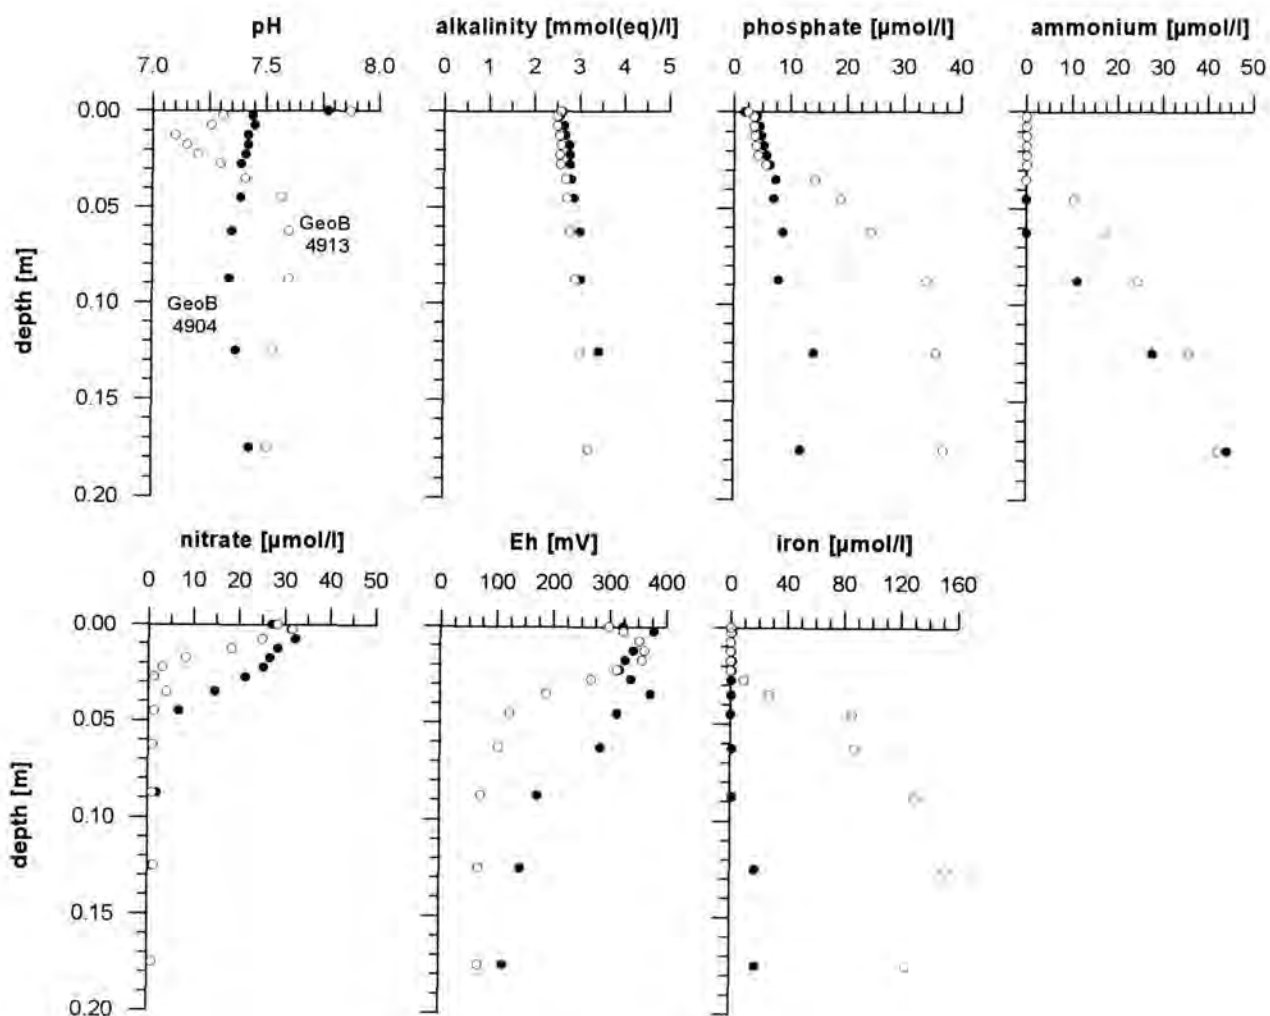 pH
alkalinity [mmol(eq)/l]
phosphate [µmol/l]
ammonium [µmol/l]
7.0 7.5 8.0
0 1 2 3 4 5
0 10 20 30 40
0 10 20 30 40 50
0.00
0.05
0.10
0.15
0.20
depth [m]
GeoB
4913
GeoB
4904
nitrate [µmol/l]
Eh [mV]
iron [µmol/l]
0 10 20 30 40 50
0 100 200 300 400
0 40 80 120 160
0.00
0.05
0.10
0.15
0.20
depth [m]